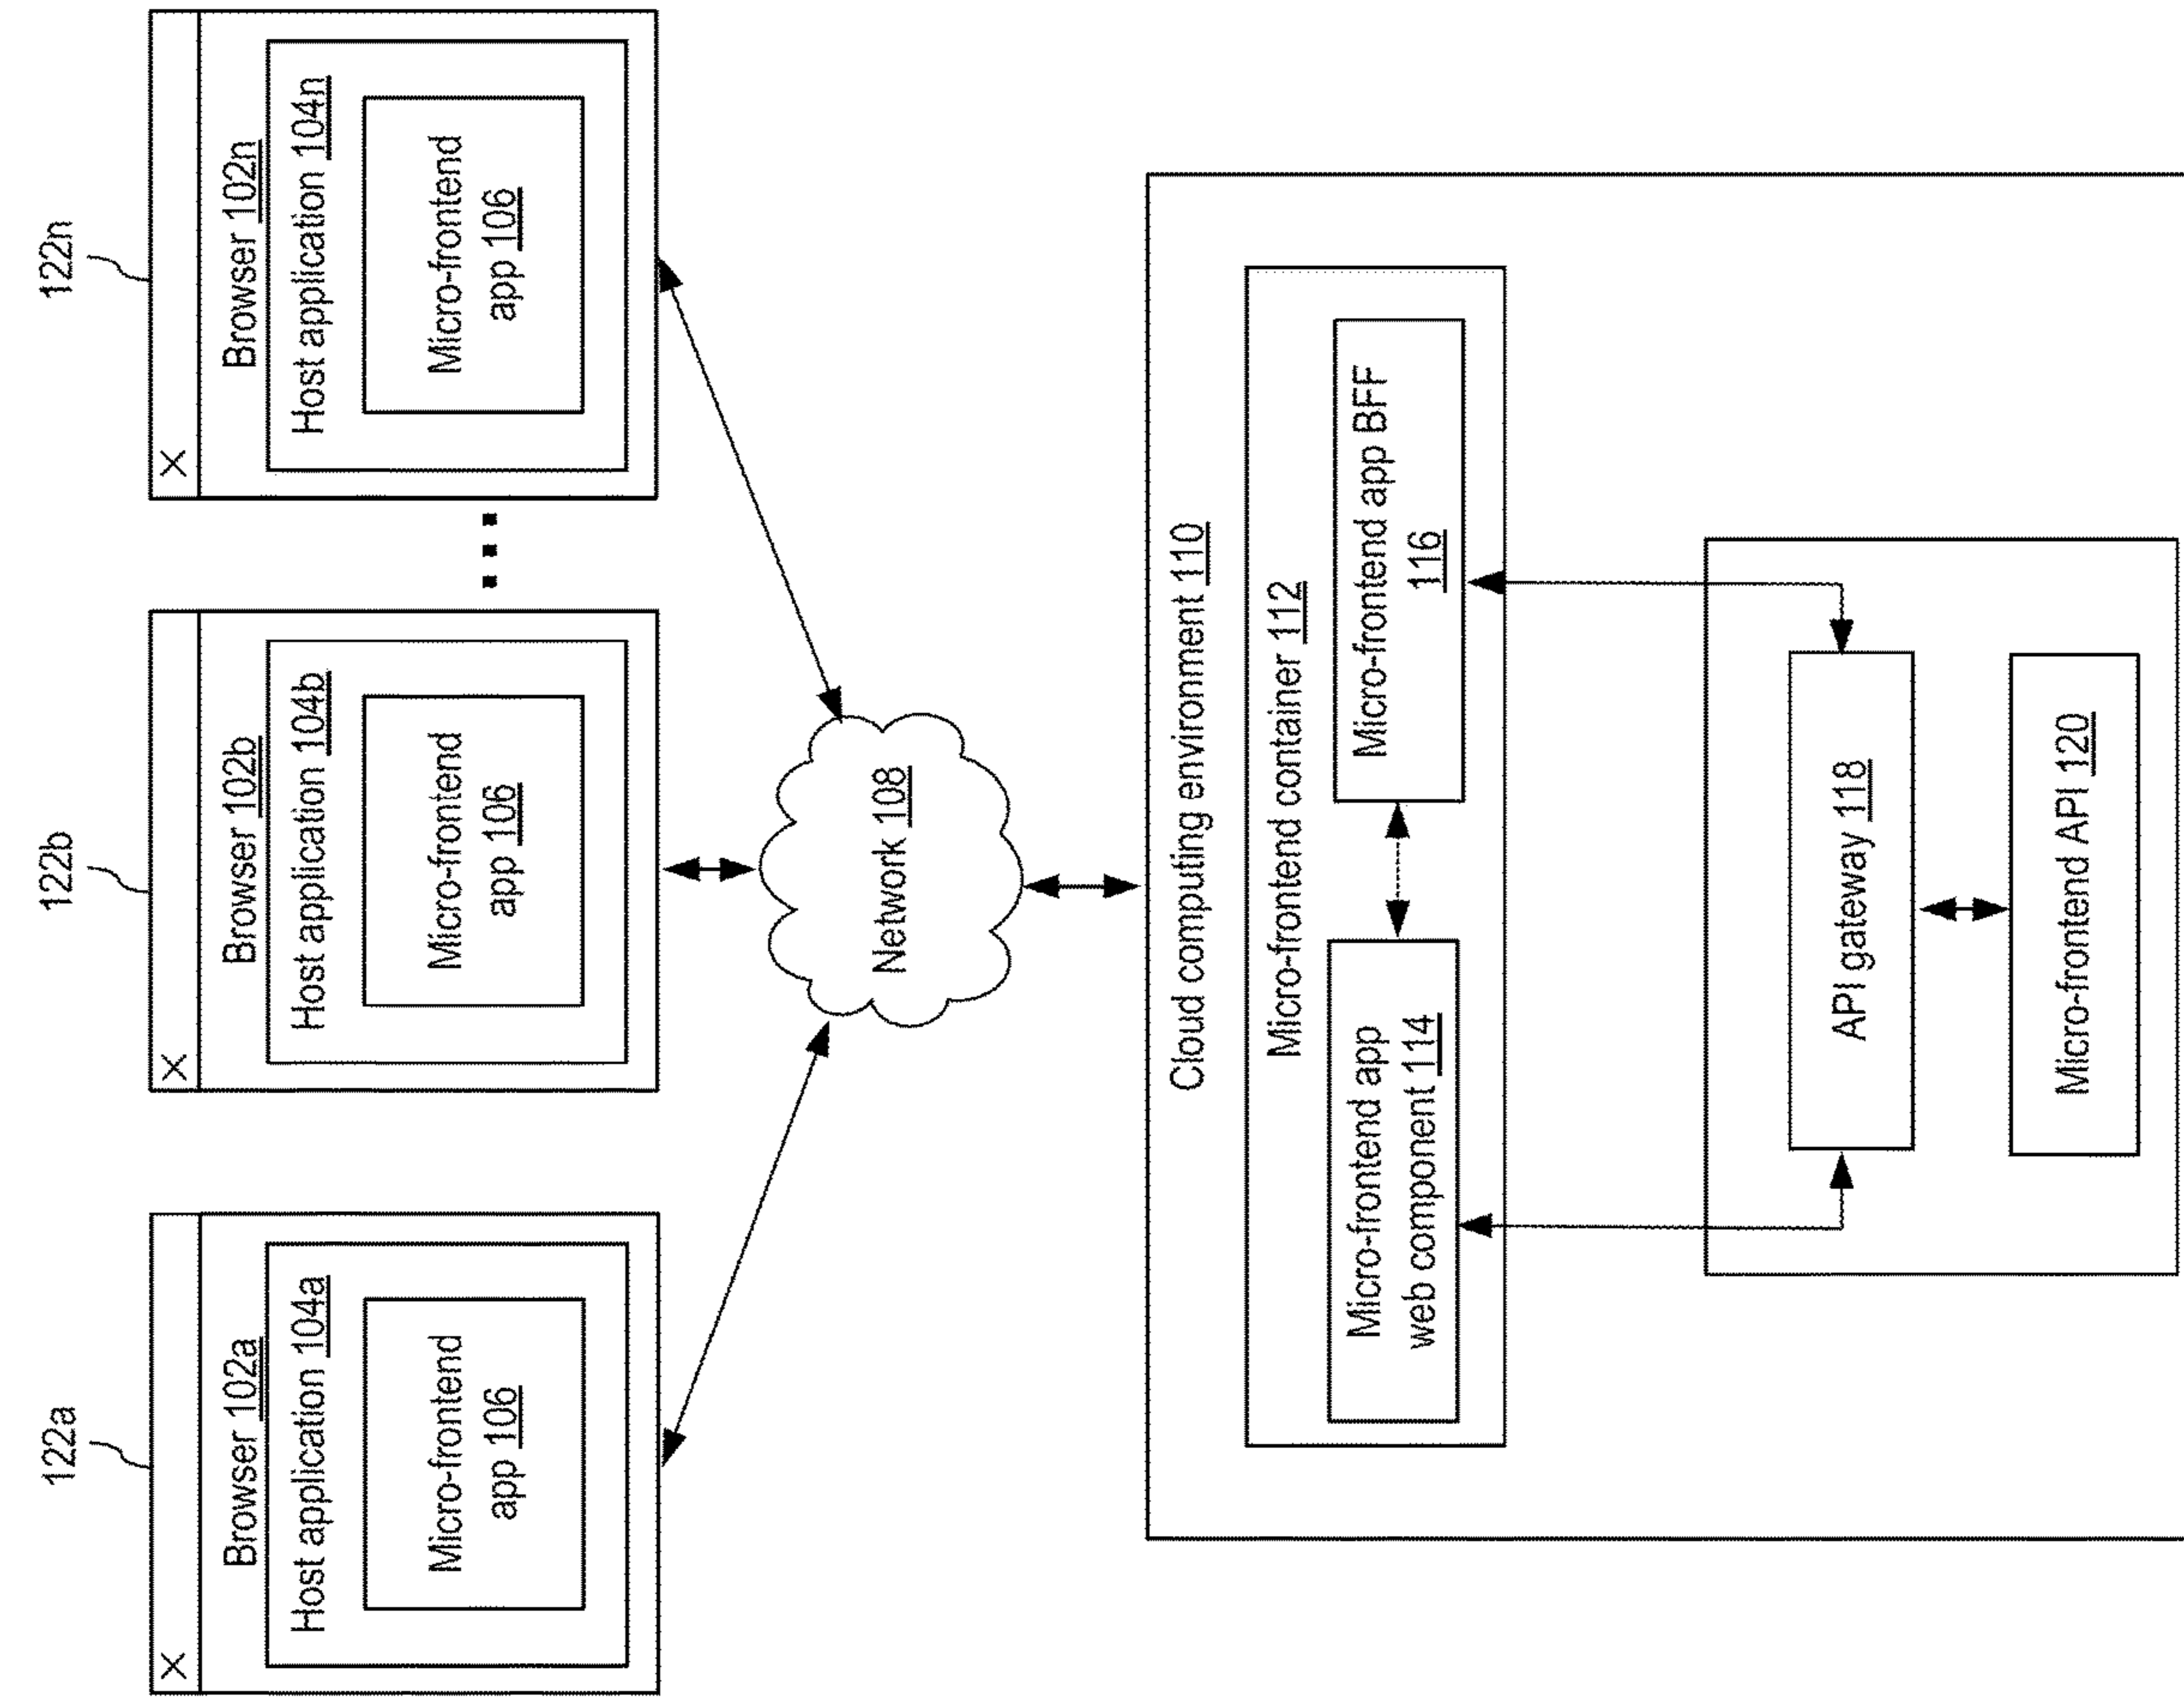 122a
X
Browser 102a
Host application 104a
Micro-frontend
app 106
122b
X
Browser 102b
Host application 104b
Micro-frontend
app 106
122n
X
Browser 102n
Host application 104n
Micro-frontend
app 106
Network 108
Cloud computing environment 110
Micro-frontend container 112
Micro-frontend app
web component 114
Micro-frontend app BFF
116
API gateway 118
Micro-frontend API 120